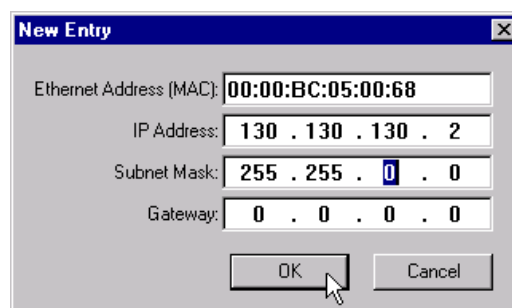 New Entry
Ethernet Address (MAC): 00:00:BC:05:00:68
IP Address: 130 . 130 . 130 . 2
Subnet Mask: 255 . 255 . 0 . 0
Gateway: 0 . 0 . 0 . 0
OK Cancel